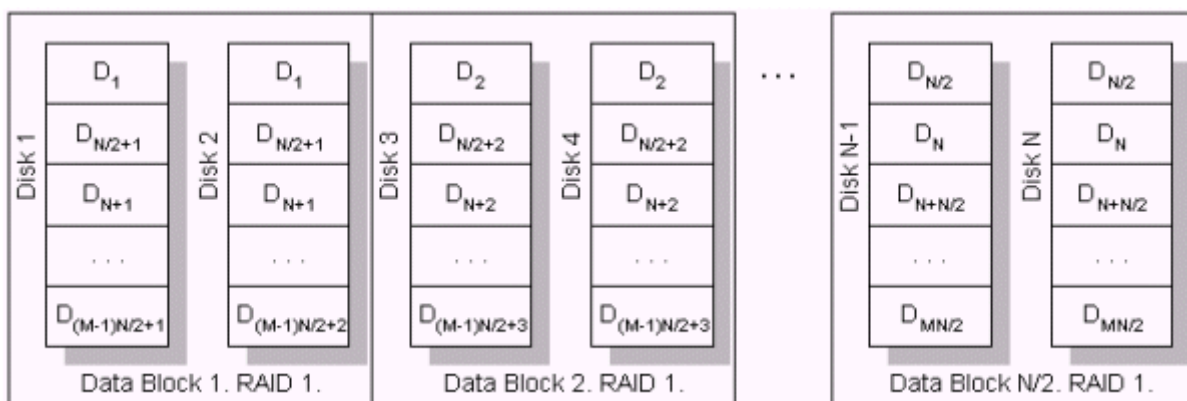 Disk 1
D1
DN/2+1
DN+1
. . .
D(M-1)N/2+1
Disk 2
D1
DN/2+1
DN+1
. . .
D(M-1)N/2+2
Data Block 1. RAID 1.
Disk 3
D2
DN/2+2
DN+2
. . .
D(M-1)N/2+3
Disk 4
D2
DN/2+2
DN+2
. . .
D(M-1)N/2+3
Data Block 2. RAID 1.
. . .
Disk N-1
DN/2
DN
DN+N/2
. . .
DMN/2
Disk N
DN/2
DN
DN+N/2
. . .
DMN/2
Data Block N/2. RAID 1.